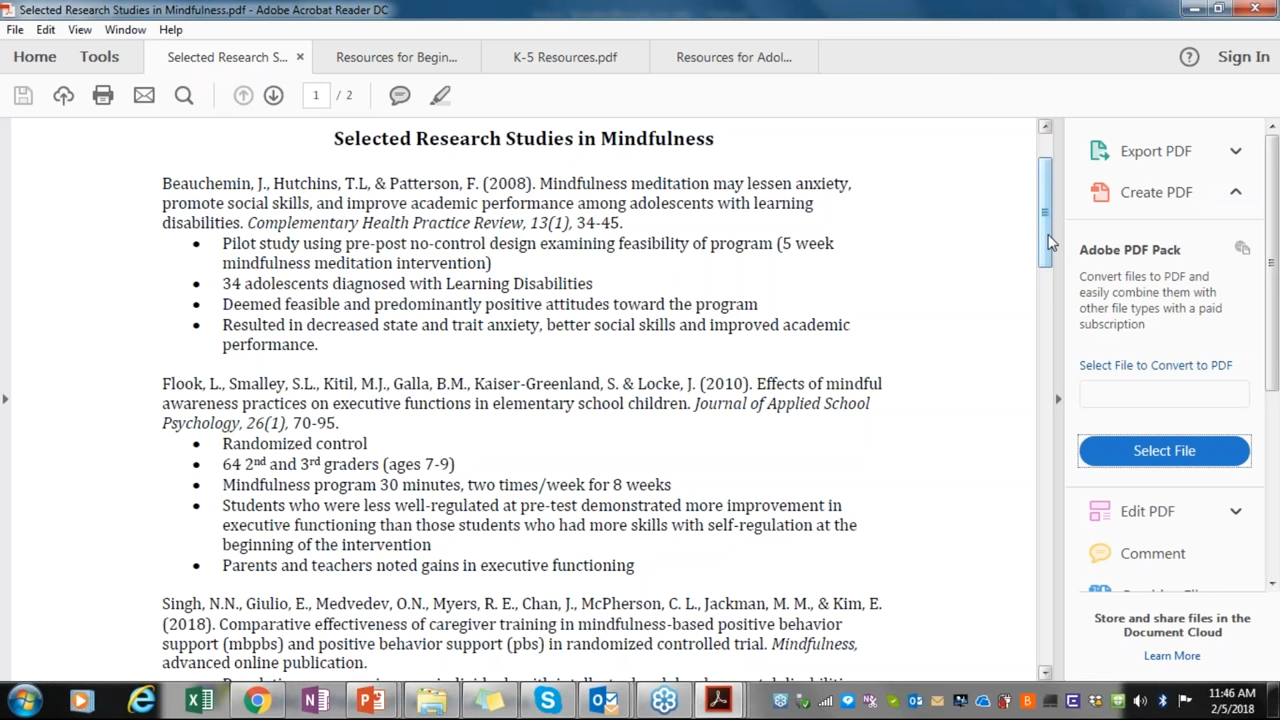 Selected Research Studies in Mindfulness.pdf - Adobe Acrobat Reader DC
File Edit View Window Help
Home Tools Selected Research S... × Resources for Begin... K-5 Resources.pdf Resources for Adol... Sign In
1 / 2
Selected Research Studies in Mindfulness
Beauchemin, J., Hutchins, T.L, & Patterson, F. (2008). Mindfulness meditation may lessen anxiety,
promote social skills, and improve academic performance among adolescents with learning
disabilities. Complementary Health Practice Review, 13(1), 34-45.
• Pilot study using pre-post no-control design examining feasibility of program (5 week
mindfulness meditation intervention)
• 34 adolescents diagnosed with Learning Disabilities
• Deemed feasible and predominantly positive attitudes toward the program
• Resulted in decreased state and trait anxiety, better social skills and improved academic
performance.
Flook, L., Smalley, S.L., Kitil, M.J., Galla, B.M., Kaiser-Greenland, S. & Locke, J. (2010). Effects of mindful
awareness practices on executive functions in elementary school children. Journal of Applied School
Psychology, 26(1), 70-95.
• Randomized control
• 64 2nd and 3rd graders (ages 7-9)
• Mindfulness program 30 minutes, two times/week for 8 weeks
• Students who were less well-regulated at pre-test demonstrated more improvement in
executive functioning than those students who had more skills with self-regulation at the
beginning of the intervention
• Parents and teachers noted gains in executive functioning
Singh, N.N., Giulio, E., Medvedev, O.N., Myers, R. E., Chan, J., McPherson, C. L., Jackman, M. M., & Kim, E.
(2018). Comparative effectiveness of caregiver training in mindfulness-based positive behavior
support (mbpbs) and positive behavior support (pbs) in randomized controlled trial. Mindfulness,
advanced online publication.
Export PDF
Create PDF
Adobe PDF Pack
Convert files to PDF and
easily combine them with
other file types with a paid
subscription
Select File to Convert to PDF
Select File
Edit PDF
Comment
Store and share files in the
Document Cloud
Learn More
11:46 AM
2/5/2018